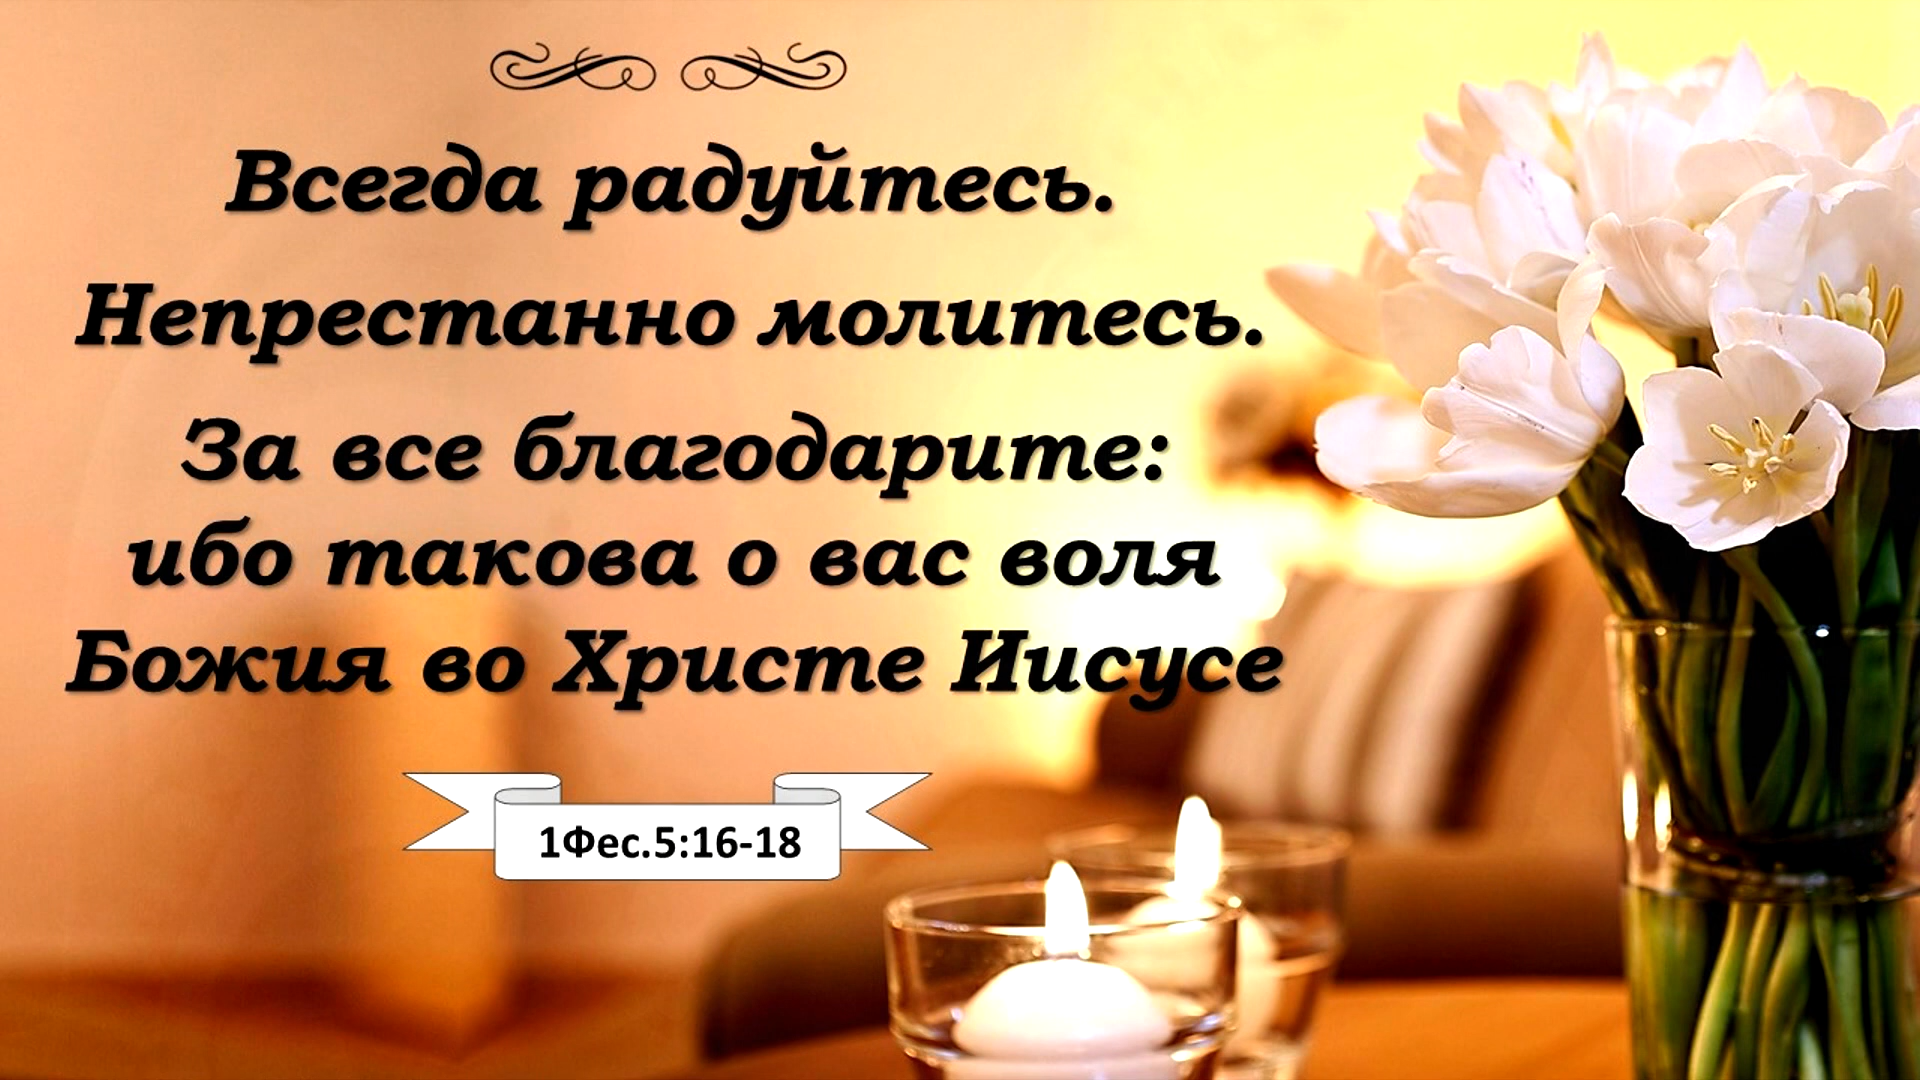 Всегда радуйтесь.
Непрестанно молитесь.
За все благодарите:
ибо такова о вас воля
Божия во Христе Иисусе
1Фес.5:16-18